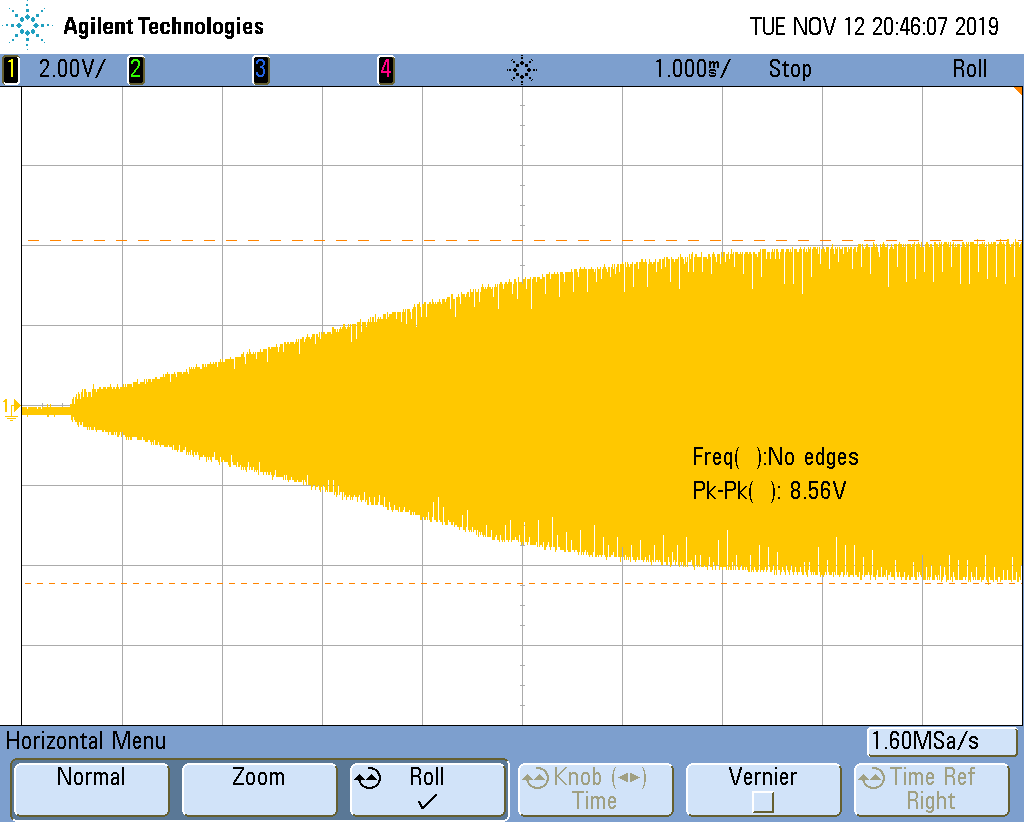 Agilent Technologies
TUE NOV 12 20:46:07 2019
1 2.00V/ 2 3 4 1.000ms/ Stop Roll
1
Freq( ):No edges
Pk-Pk( ): 8.56V
Horizontal Menu
1.60MSa/s
Normal
Zoom
Roll
Knob (◄►)
Time
Vernier
Time Ref
Right